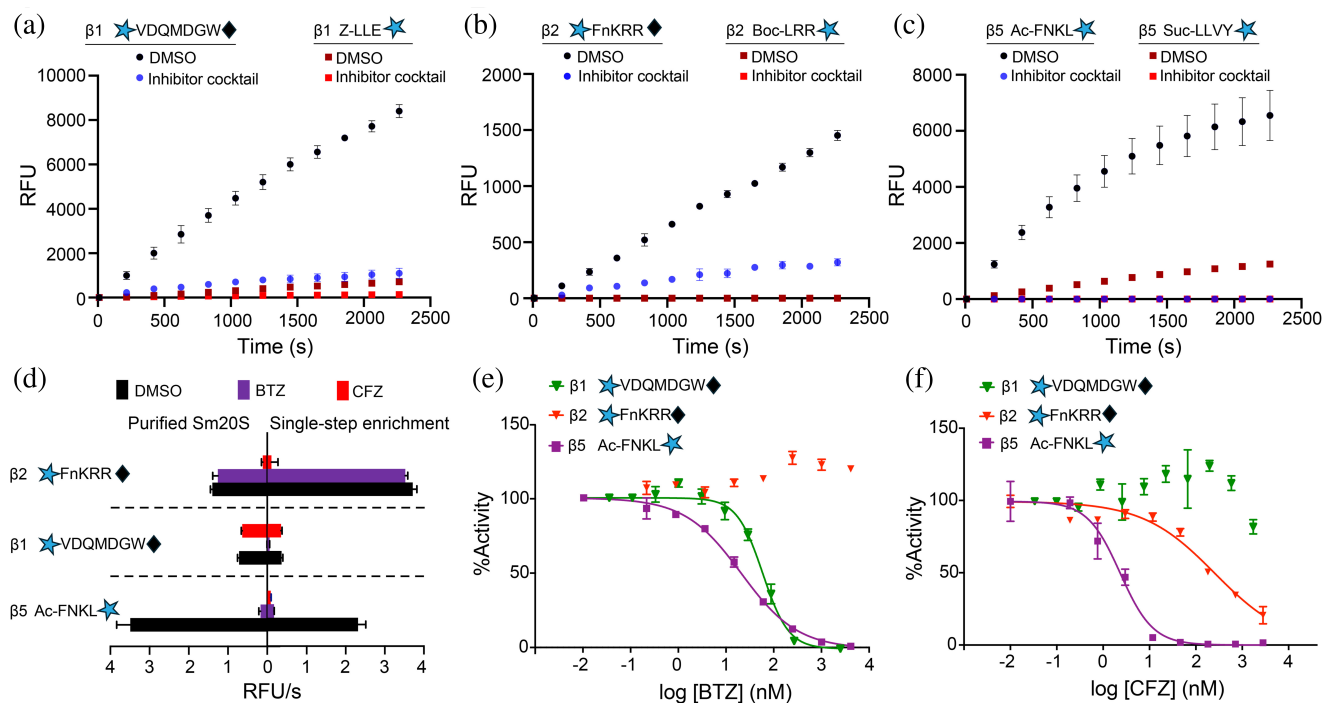 (a)
β1 VDQMDGW
β1 Z-LLE
DMSO
DMSO
Inhibitor cocktail
Inhibitor cocktail
10000
8000
6000
4000
2000
0
RFU
0 500 1000 1500 2000 2500
Time (s)
(b)
β2 FnKRR
β2 Boc-LRR
DMSO
DMSO
Inhibitor cocktail
Inhibitor cocktail
2000
1500
1000
500
0
RFU
0 500 1000 1500 2000 2500
Time (s)
(c)
β5 Ac-FNKL
β5 Suc-LLVY
DMSO
DMSO
Inhibitor cocktail
Inhibitor cocktail
8000
6000
4000
2000
0
RFU
0 500 1000 1500 2000 2500
Time (s)
(d)
DMSO BTZ CFZ
Purified Sm20S Single-step enrichment
β2 FnKRR
β1 VDQMDGW
β5 Ac-FNKL
4 3 2 1 0 1 2 3 4
RFU/s
(e)
β1 VDQMDGW
β2 FnKRR
β5 Ac-FNKL
150
100
50
0
%Activity
-3 -2 -1 0 1 2 3 4
log [BTZ] (nM)
(f)
β1 VDQMDGW
β2 FnKRR
β5 Ac-FNKL
150
100
50
0
%Activity
-3 -2 -1 0 1 2 3 4
log [CFZ] (nM)